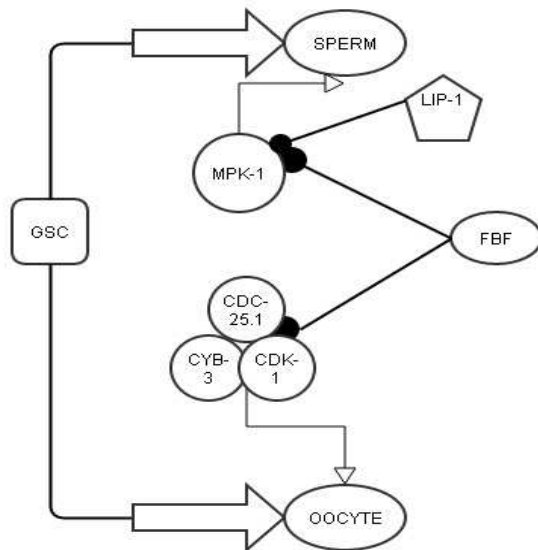 SPERM
LIP-1
MPK-1
GSC
FBF
CDC-
25.1
CYB-
3
CDK-
1
OOCYTE